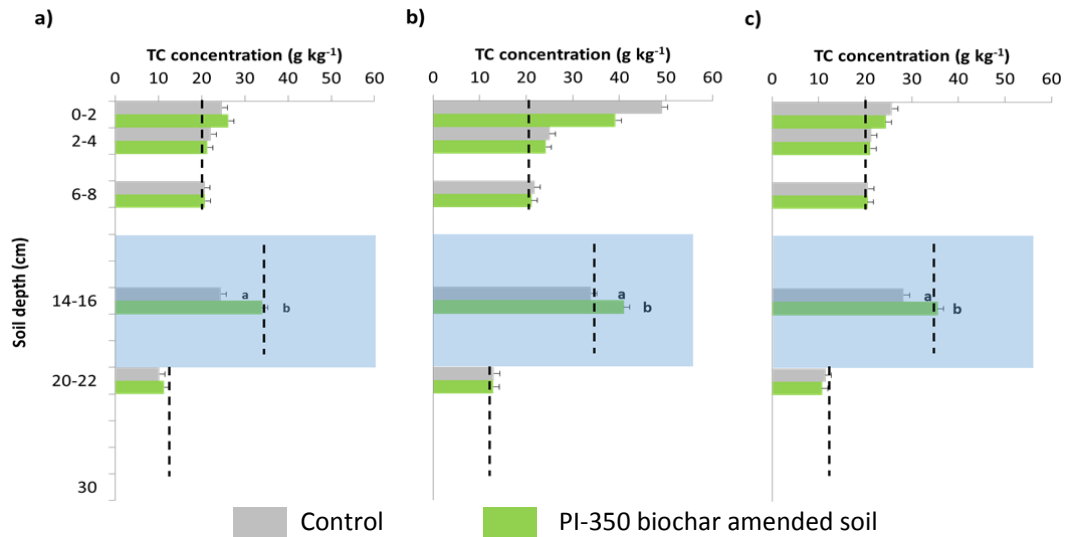 a)
TC concentration (g kg⁻¹)
0 10 20 30 40 50 60
b)
TC concentration (g kg⁻¹)
0 10 20 30 40 50 60
c)
TC concentration (g kg⁻¹)
0 10 20 30 40 50 60
Soil depth (cm)
0-2
2-4
6-8
14-16
20-22
30
a
b
a
b
a
b
Control
PI-350 biochar amended soil